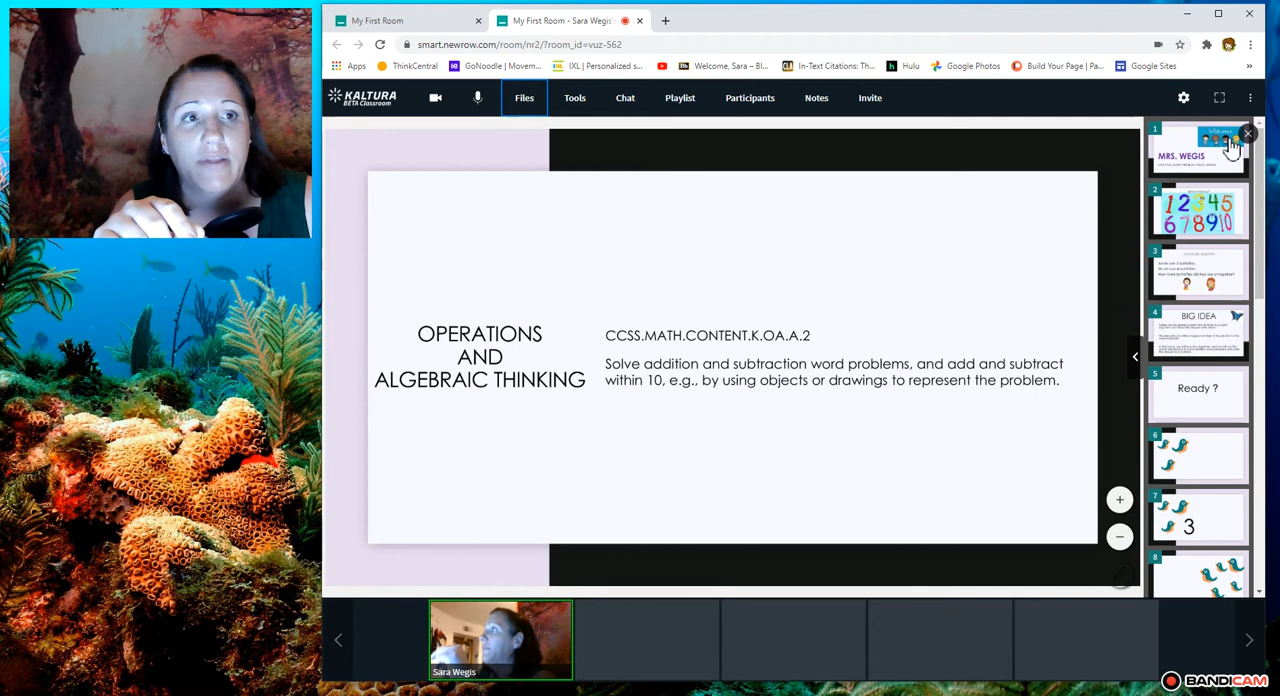 My First Room
My First Room - Sara Wegis'
smart.newrow.com/room/nr2/?room_id=vuz-562
Apps
ThinkCentral
GoNoodle | Movem...
IXL | Personalized s...
Welcome, Sara – Bl...
In-Text Citations: Th...
Hulu
Google Photos
Build Your Page | Pa...
Google Sites
KALTURA
BETA Classroom
Files
Tools
Chat
Playlist
Participants
Notes
Invite
OPERATIONS
AND
ALGEBRAIC THINKING
CCSS.MATH.CONTENT.K.OA.A.2
Solve addition and subtraction word problems, and add and subtract
within 10, e.g., by using objects or drawings to represent the problem.
1
MRS. WEGIS
2
1 2 3 4 5
6 7 8 9 10
3
4
BIG IDEA
5
Ready ?
6
7
3
8
Sara Wegis
BANDICAM